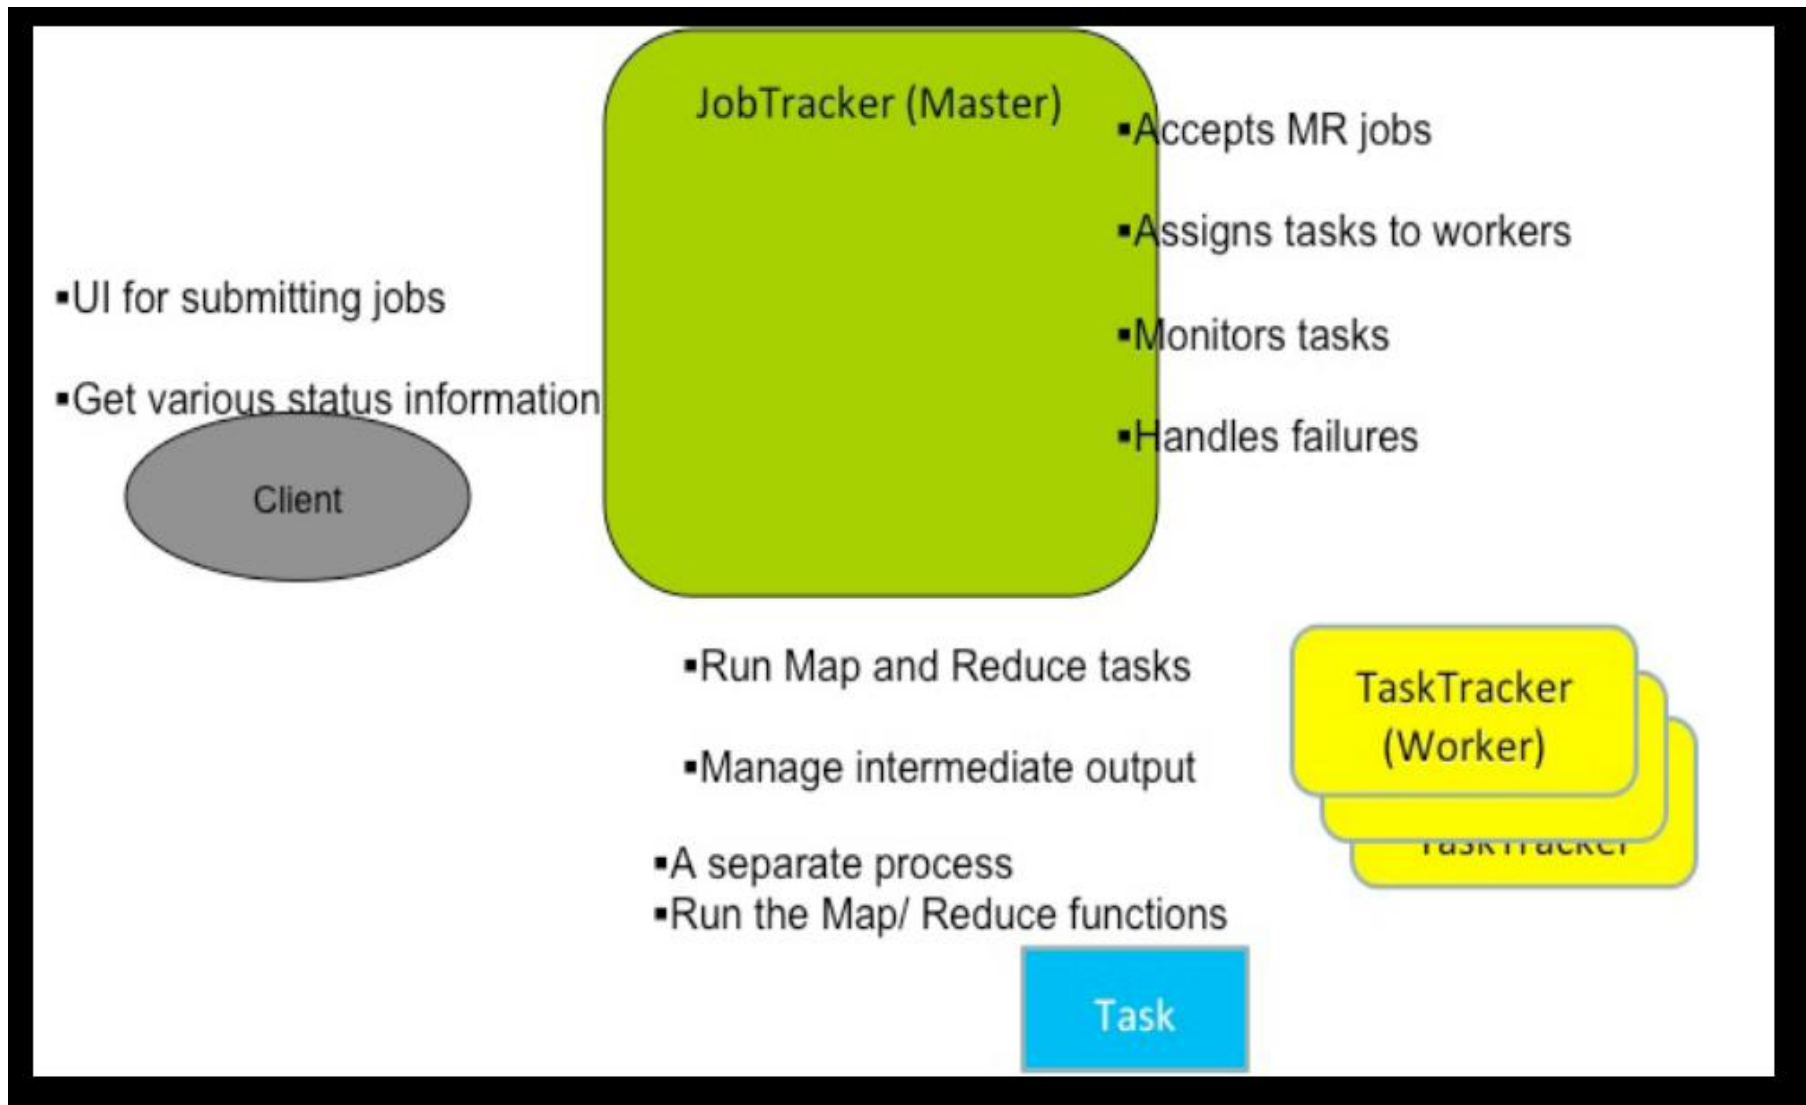 JobTracker (Master)
▪Accepts MR jobs
▪Assigns tasks to workers
▪Monitors tasks
▪Handles failures
▪UI for submitting jobs
▪Get various status information
Client
▪Run Map and Reduce tasks
▪Manage intermediate output
TaskTracker
(Worker)
TaskTracker
▪A separate process
▪Run the Map/ Reduce functions
Task